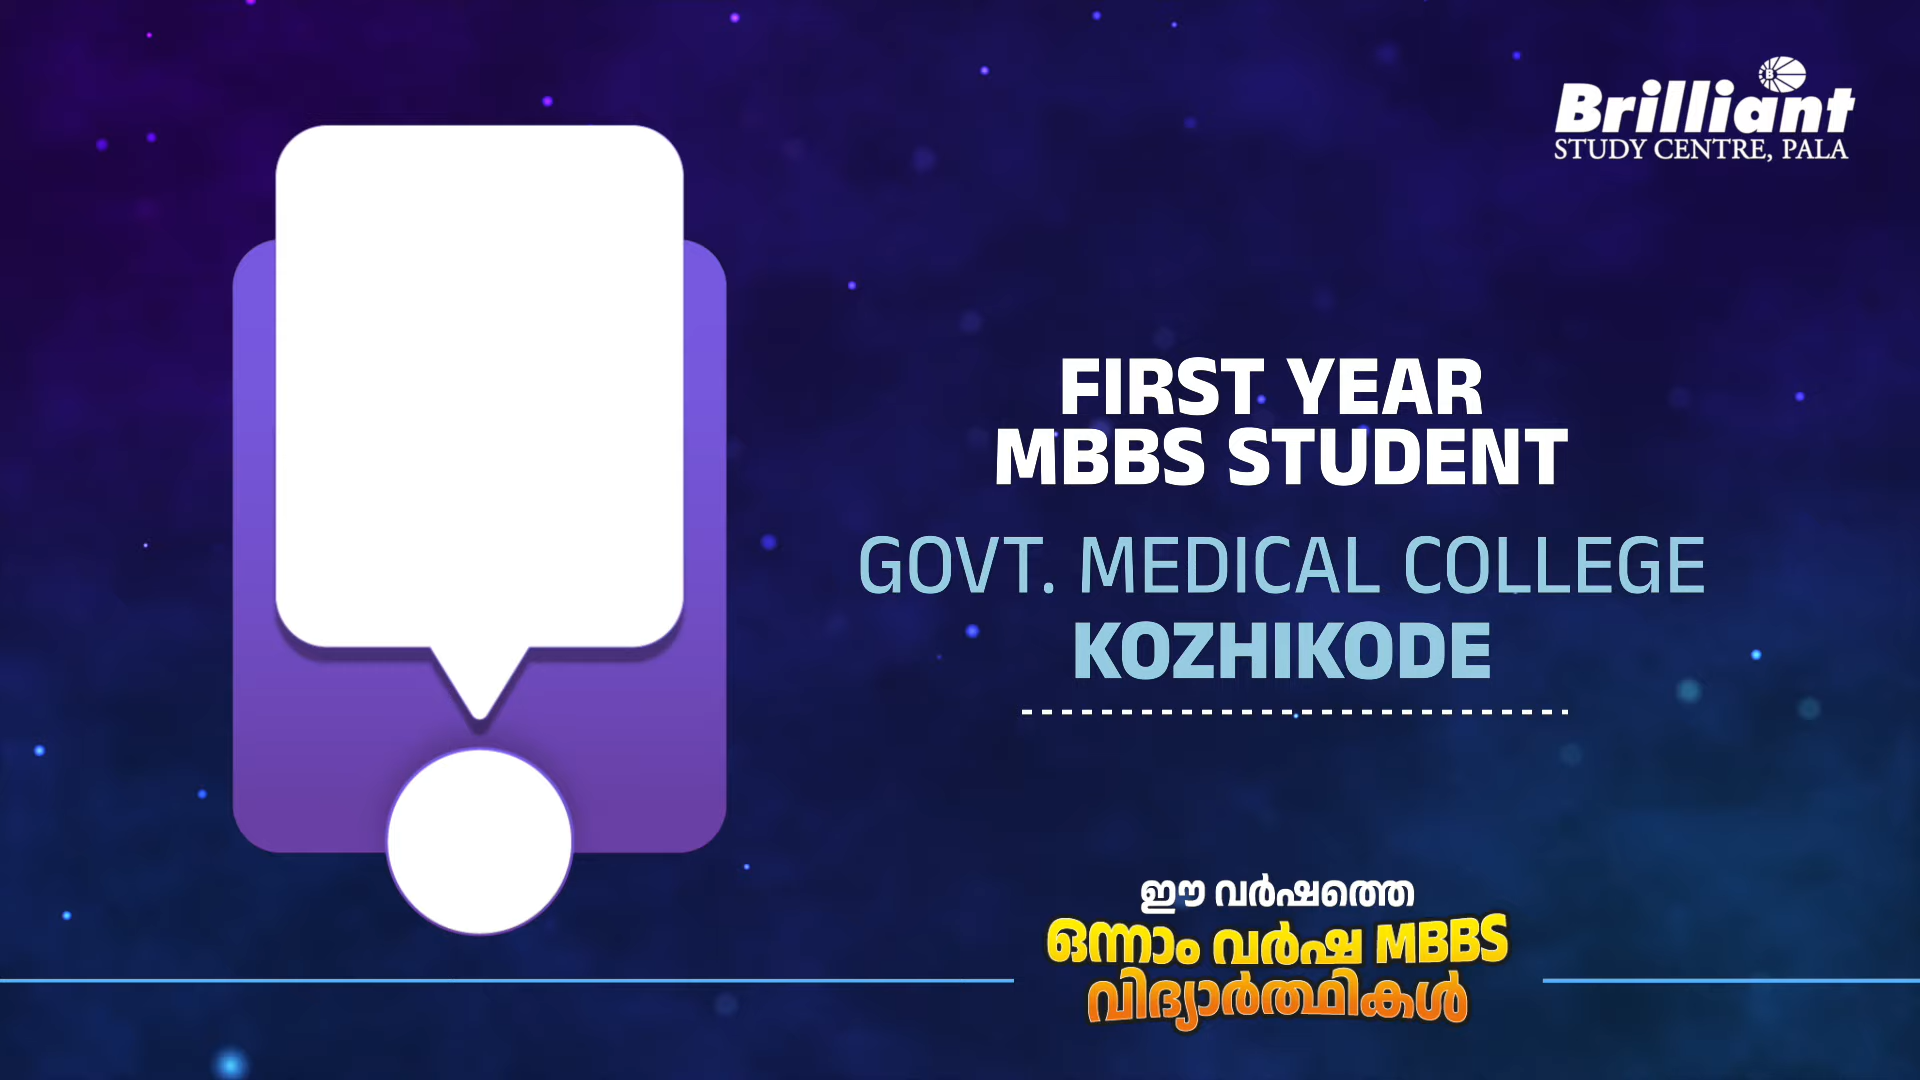 Brilliant
STUDY CENTRE, PALA
FIRST YEAR
MBBS STUDENT
GOVT. MEDICAL COLLEGE
KOZHIKODE
ഈ വർഷത്തെ
ഒന്നാം വർഷ MBBS
വിദ്യാർത്ഥികൾ